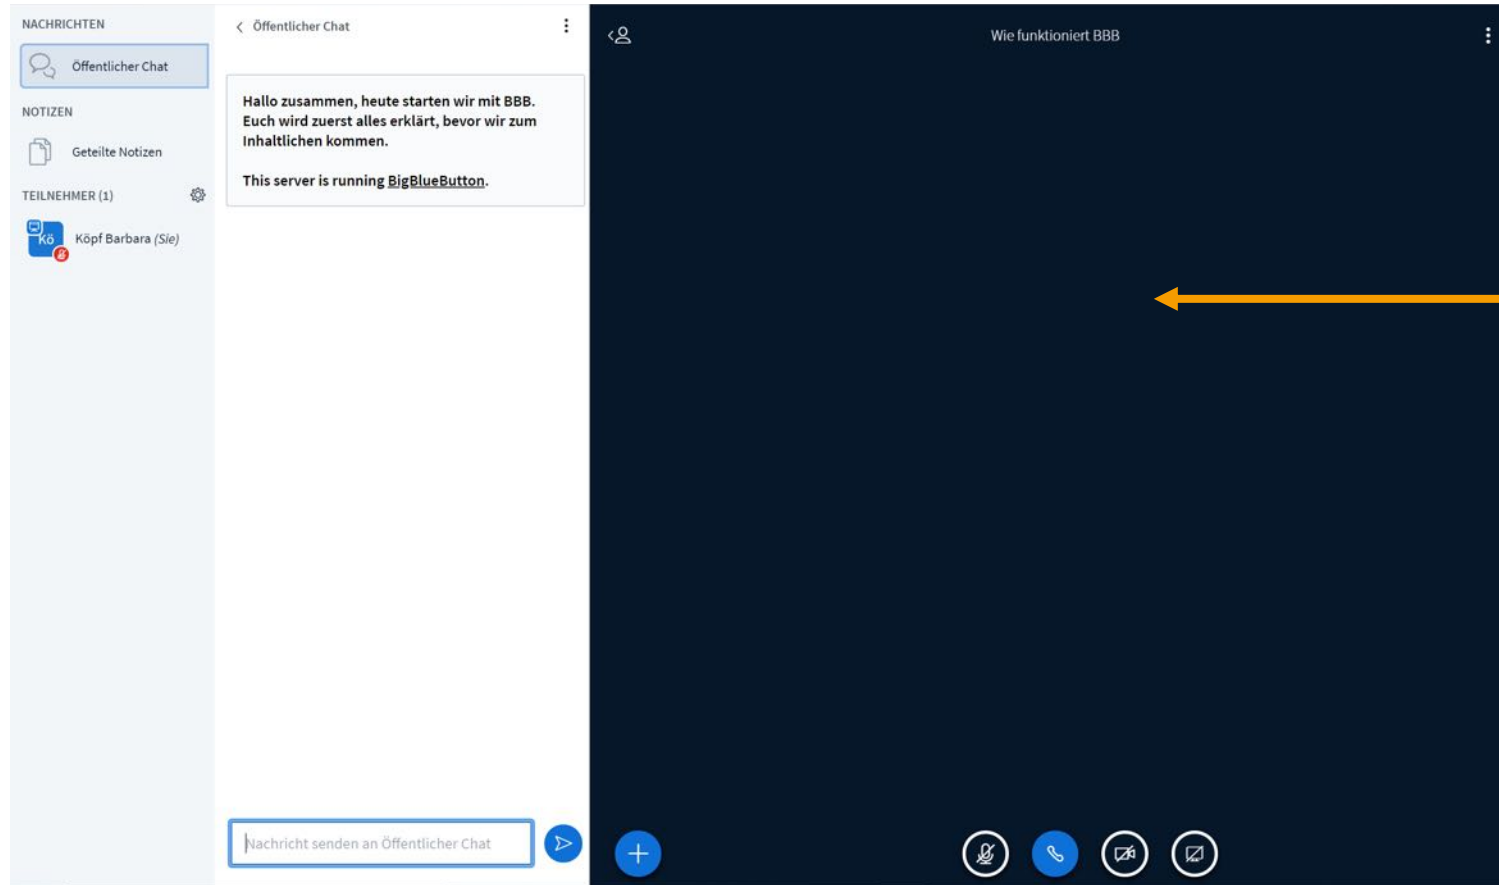 NACHRICHTEN
Öffentlicher Chat
NOTIZEN
Geteilte Notizen
TEILNEHMER (1)
Kö
Köpf Barbara (Sie)
Öffentlicher Chat
Hallo zusammen, heute starten wir mit BBB.
Euch wird zuerst alles erklärt, bevor wir zum
Inhaltlichen kommen.
This server is running BigBlueButton.
Nachricht senden an Öffentlicher Chat
Wie funktioniert BBB